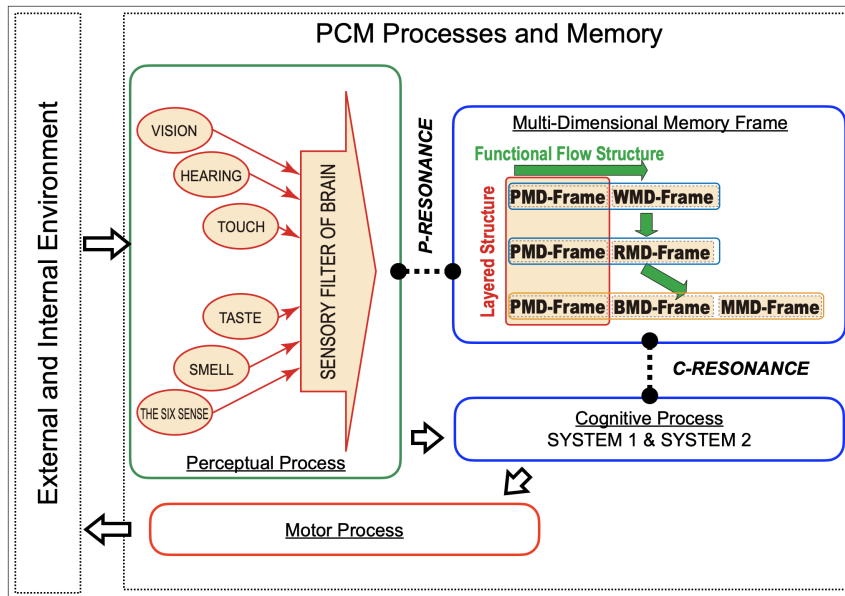 PCM Processes and Memory
External and Internal Environment
VISION
HEARING
TOUCH
TASTE
SMELL
THE SIX SENSE
SENSORY FILTER OF BRAIN
Perceptual Process
P-RESONANCE
Multi-Dimensional Memory Frame
Functional Flow Structure
Layered Structure
PMD-Frame WMD-Frame
PMD-Frame RMD-Frame
PMD-Frame BMD-Frame MMD-Frame
C-RESONANCE
Cognitive Process
SYSTEM 1 & SYSTEM 2
Motor Process